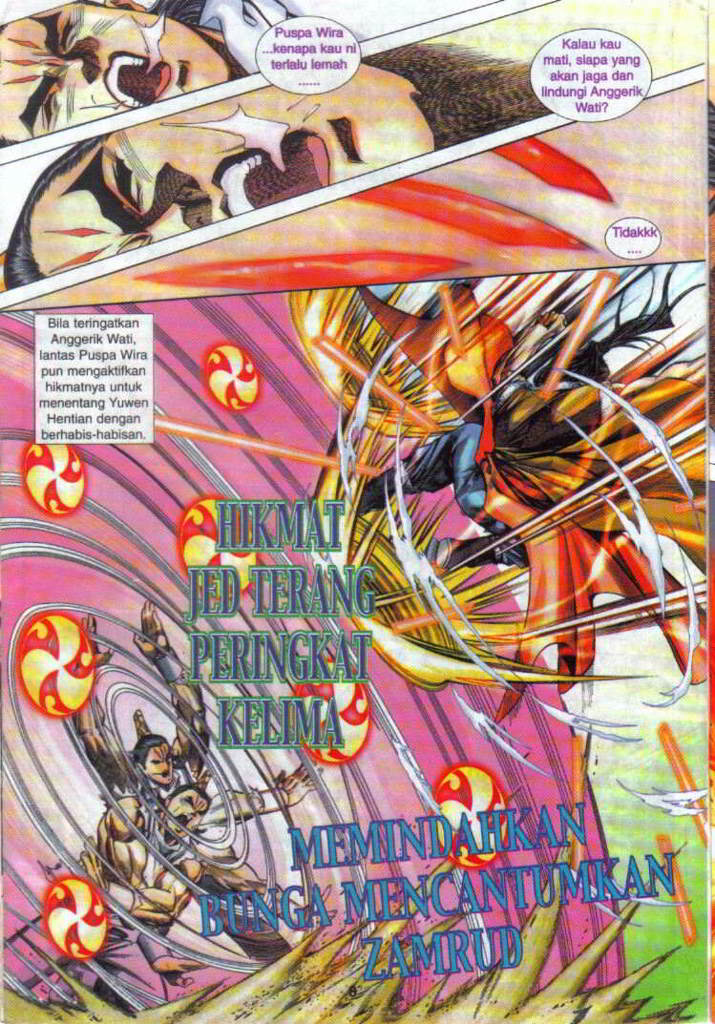 Puspa Wira
...kenapa kau ni
terlalu lemah
......
Kalau kau
mati, siapa yang
akan jaga dan
lindungi Anggerik
Wati?
Tidakkk
....
Bila teringatkan
Anggerik Wati,
lantas Puspa Wira
pun mengaktifkan
hikmatnya untuk
menentang Yuwen
Hentian dengan
berhabis-habisan.
HIKMAT
JED TERANG
PERINGKAT
KELIMA
MEMINDAHKAN
BUNGA MENCANTUMKAN
ZAMRUD
8